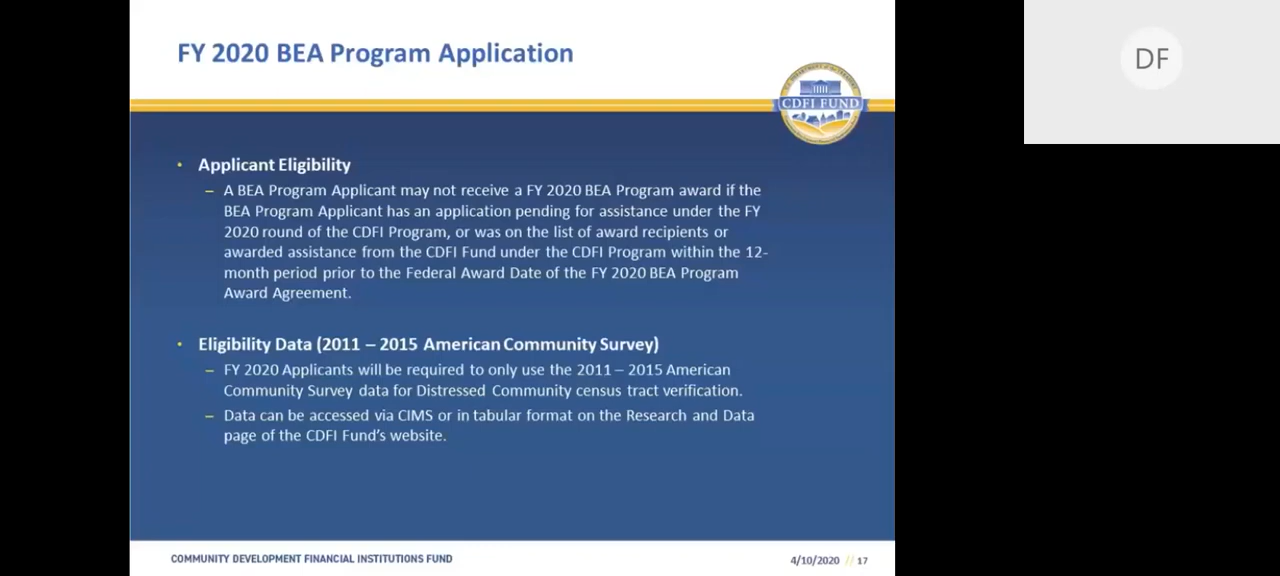 FY 2020 BEA Program Application
DF
CDFI FUND
• Applicant Eligibility
– A BEA Program Applicant may not receive a FY 2020 BEA Program award if the
BEA Program Applicant has an application pending for assistance under the FY
2020 round of the CDFI Program, or was on the list of award recipients or
awarded assistance from the CDFI Fund under the CDFI Program within the 12-
month period prior to the Federal Award Date of the FY 2020 BEA Program
Award Agreement.
• Eligibility Data (2011 – 2015 American Community Survey)
– FY 2020 Applicants will be required to only use the 2011 – 2015 American
Community Survey data for Distressed Community census tract verification.
– Data can be accessed via CIMS or in tabular format on the Research and Data
page of the CDFI Fund's website.
COMMUNITY DEVELOPMENT FINANCIAL INSTITUTIONS FUND
4/10/2020 // 17